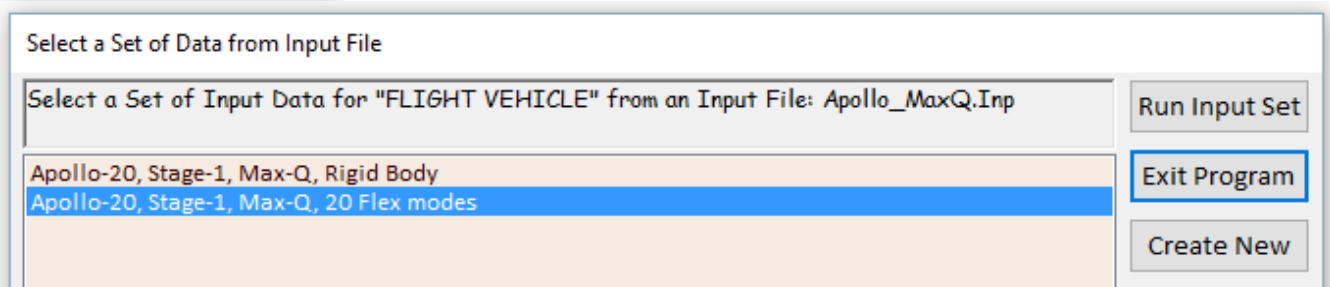 Select a Set of Data from Input File
Select a Set of Input Data for "FLIGHT VEHICLE" from an Input File: Apollo_MaxQ.Inp
Run Input Set
Apollo-20, Stage-1, Max-Q, Rigid Body
Apollo-20, Stage-1, Max-Q, 20 Flex modes
Exit Program
Create New